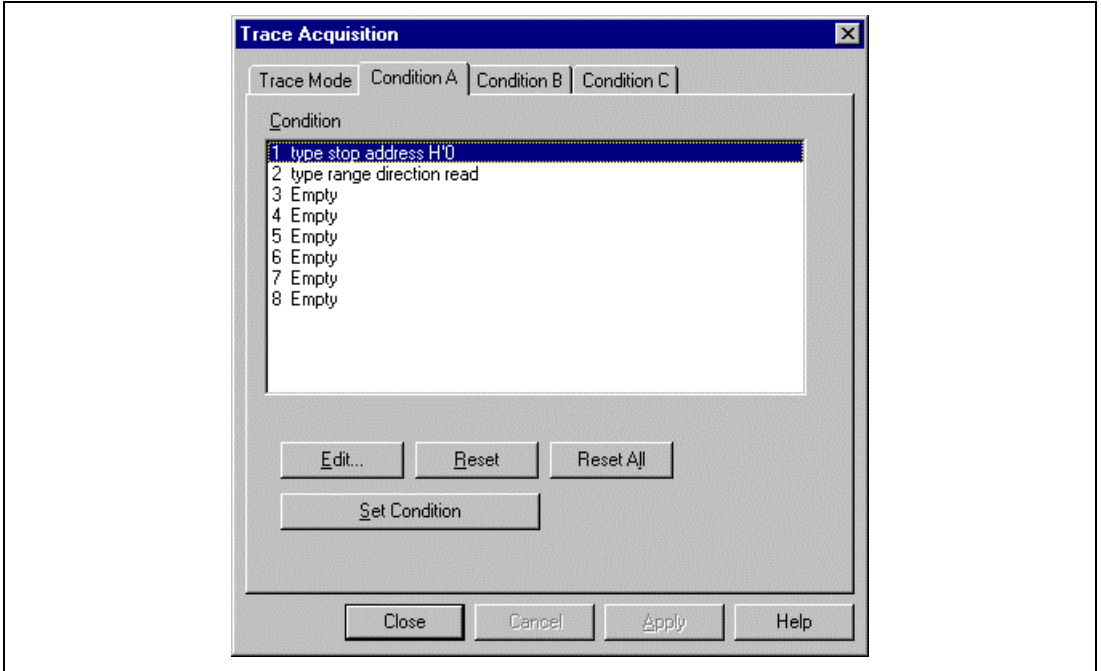 Trace Acquisition
Trace Mode Condition A Condition B Condition C
Condition
1 type stop address H'0
2 type range direction read
3 Empty
4 Empty
5 Empty
6 Empty
7 Empty
8 Empty
Edit... Reset Reset All
Set Condition
Close Cancel Apply Help